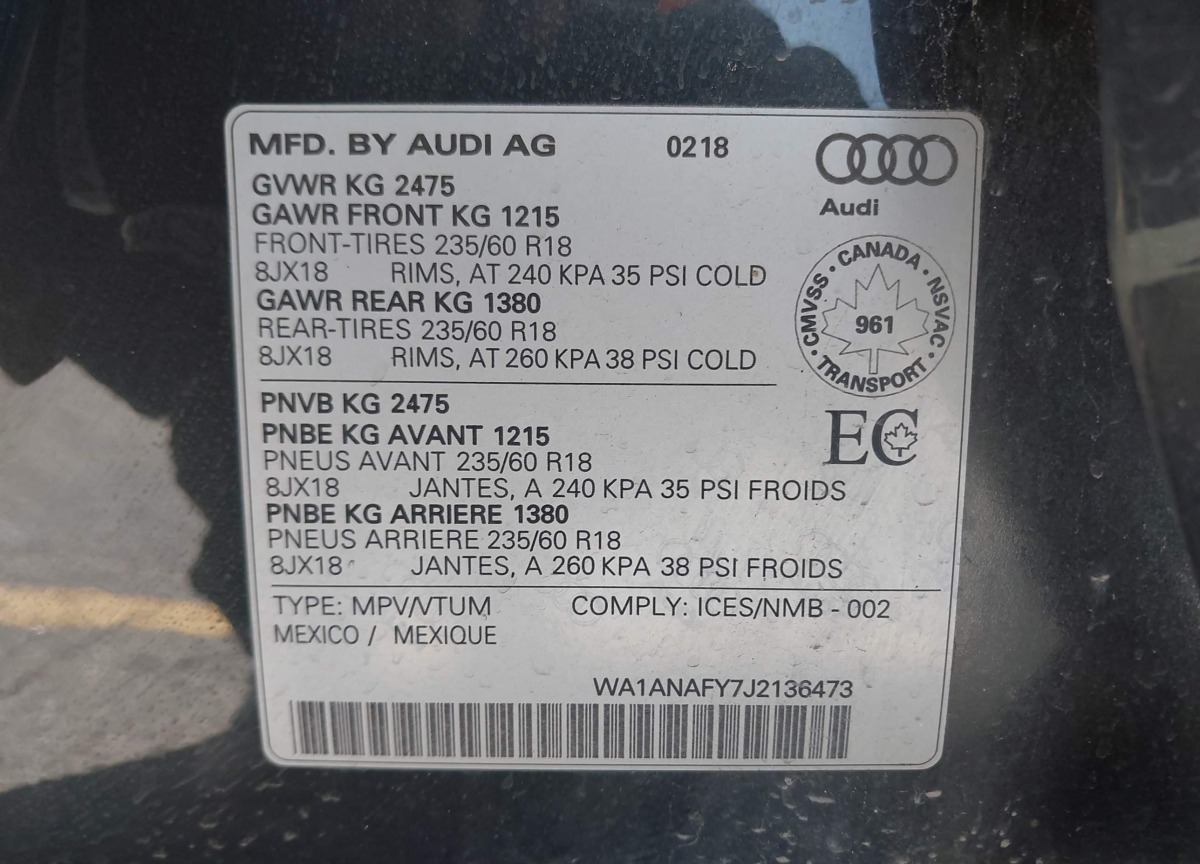 MFD. BY AUDI AG 0218
GVWR KG 2475
GAWR FRONT KG 1215
FRONT-TIRES 235/60 R18
8JX18 RIMS, AT 240 KPA 35 PSI COLD
GAWR REAR KG 1380
REAR-TIRES 235/60 R18
8JX18 RIMS, AT 260 KPA 38 PSI COLD
Audi
CANADA · NSVAC · TRANSPORT · CMVSS ·
961
PNVB KG 2475
PNBE KG AVANT 1215
PNEUS AVANT 235/60 R18
8JX18 JANTES, A 240 KPA 35 PSI FROIDS
PNBE KG ARRIERE 1380
PNEUS ARRIERE 235/60 R18
8JX18 JANTES, A 260 KPA 38 PSI FROIDS
EC
TYPE: MPV/VTUM COMPLY: ICES/NMB - 002
MEXICO / MEXIQUE
WA1ANAFY7J2136473